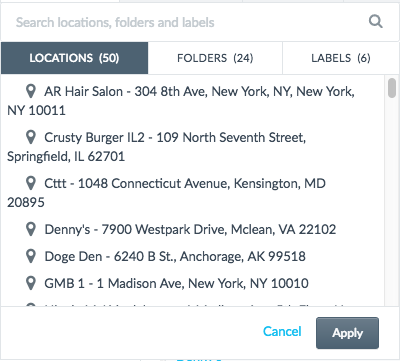 Search locations, folders and labels
LOCATIONS (50)
FOLDERS (24)
LABELS (6)
AR Hair Salon - 304 8th Ave, New York, NY, New York,
NY 10011
Crusty Burger IL2 - 109 North Seventh Street,
Springfield, IL 62701
Cttt - 1048 Connecticut Avenue, Kensington, MD
20895
Denny's - 7900 Westpark Drive, Mclean, VA 22102
Doge Den - 6240 B St., Anchorage, AK 99518
GMB 1 - 1 Madison Ave, New York, NY 10010
Cancel
Apply